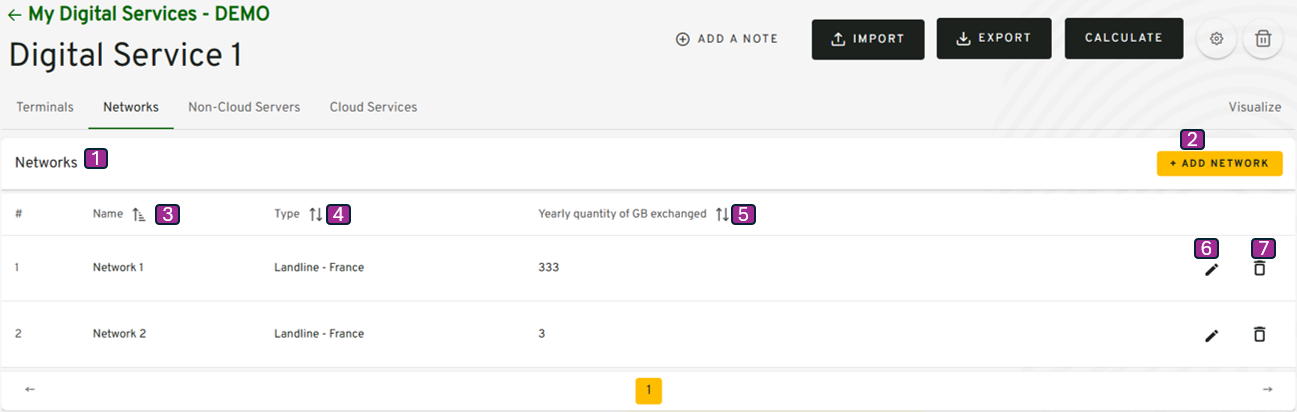 ← My Digital Services - DEMO
Digital Service 1
ADD A NOTE
IMPORT
EXPORT
CALCULATE
Terminals Networks Non-Cloud Servers Cloud Services Visualize
Networks 1
2
+ ADD NETWORK
# Name 3 Type 4 Yearly quantity of GB exchanged 5
6 7
1 Network 1 Landline - France 333
2 Network 2 Landline - France 3
← 1 →